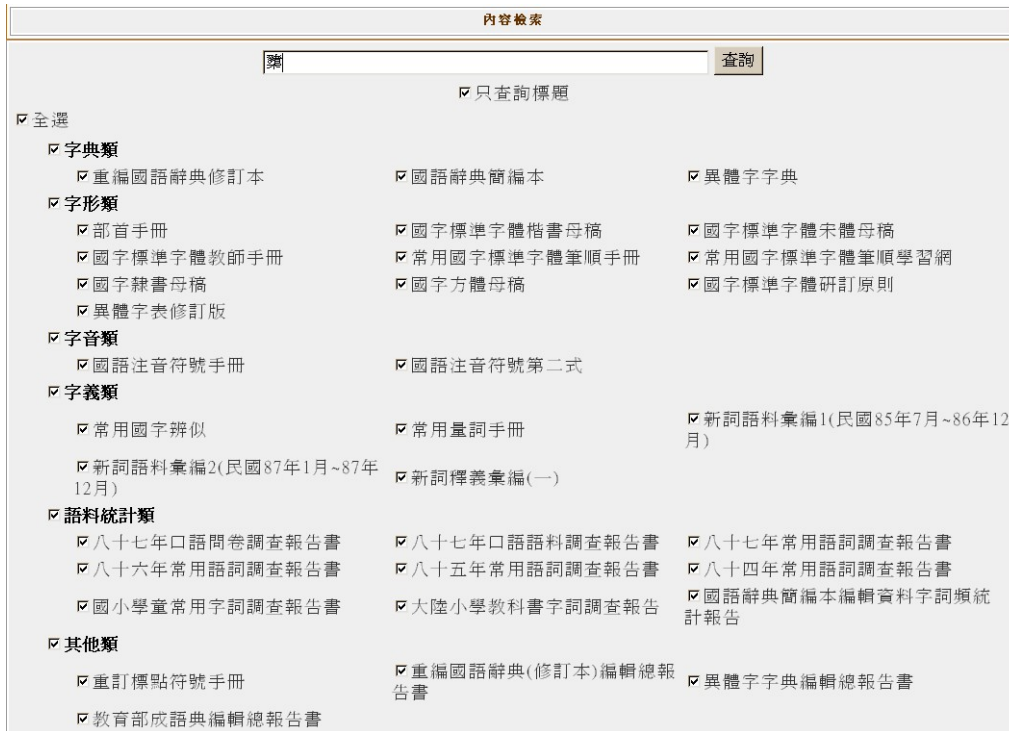 內容檢索
查詢
只查詢標題
全選
字典類
重編國語辭典修訂本 國語辭典簡編本 異體字字典
字形類
部首手冊 國字標準字體楷書母稿 國字標準字體宋體母稿
國字標準字體教師手冊 常用國字標準字體筆順手冊 常用國字標準字體筆順學習網
國字隸書母稿 國字方體母稿 國字標準字體研訂原則
異體字表修訂版
字音類
國語注音符號手冊 國語注音符號第二式
字義類
常用國字辨似 常用量詞手冊 新詞語料彙編1(民國85年7月~86年12
月)
新詞語料彙編2(民國87年1月~87年
12月) 新詞釋義彙編(一)
語料統計類
八十七年口語問卷調查報告書 八十七年口語語料調查報告書 八十七年常用語詞調查報告書
八十六年常用語詞調查報告書 八十五年常用語詞調查報告書 八十四年常用語詞調查報告書
國小學童常用字詞調查報告書 大陸小學教科書字詞調查報告 國語辭典簡編本編輯資料字詞頻統
計報告
其他類
重訂標點符號手冊 重編國語辭典(修訂本)編輯總報
告書 異體字字典編輯總報告書
教育部成語典編輯總報告書